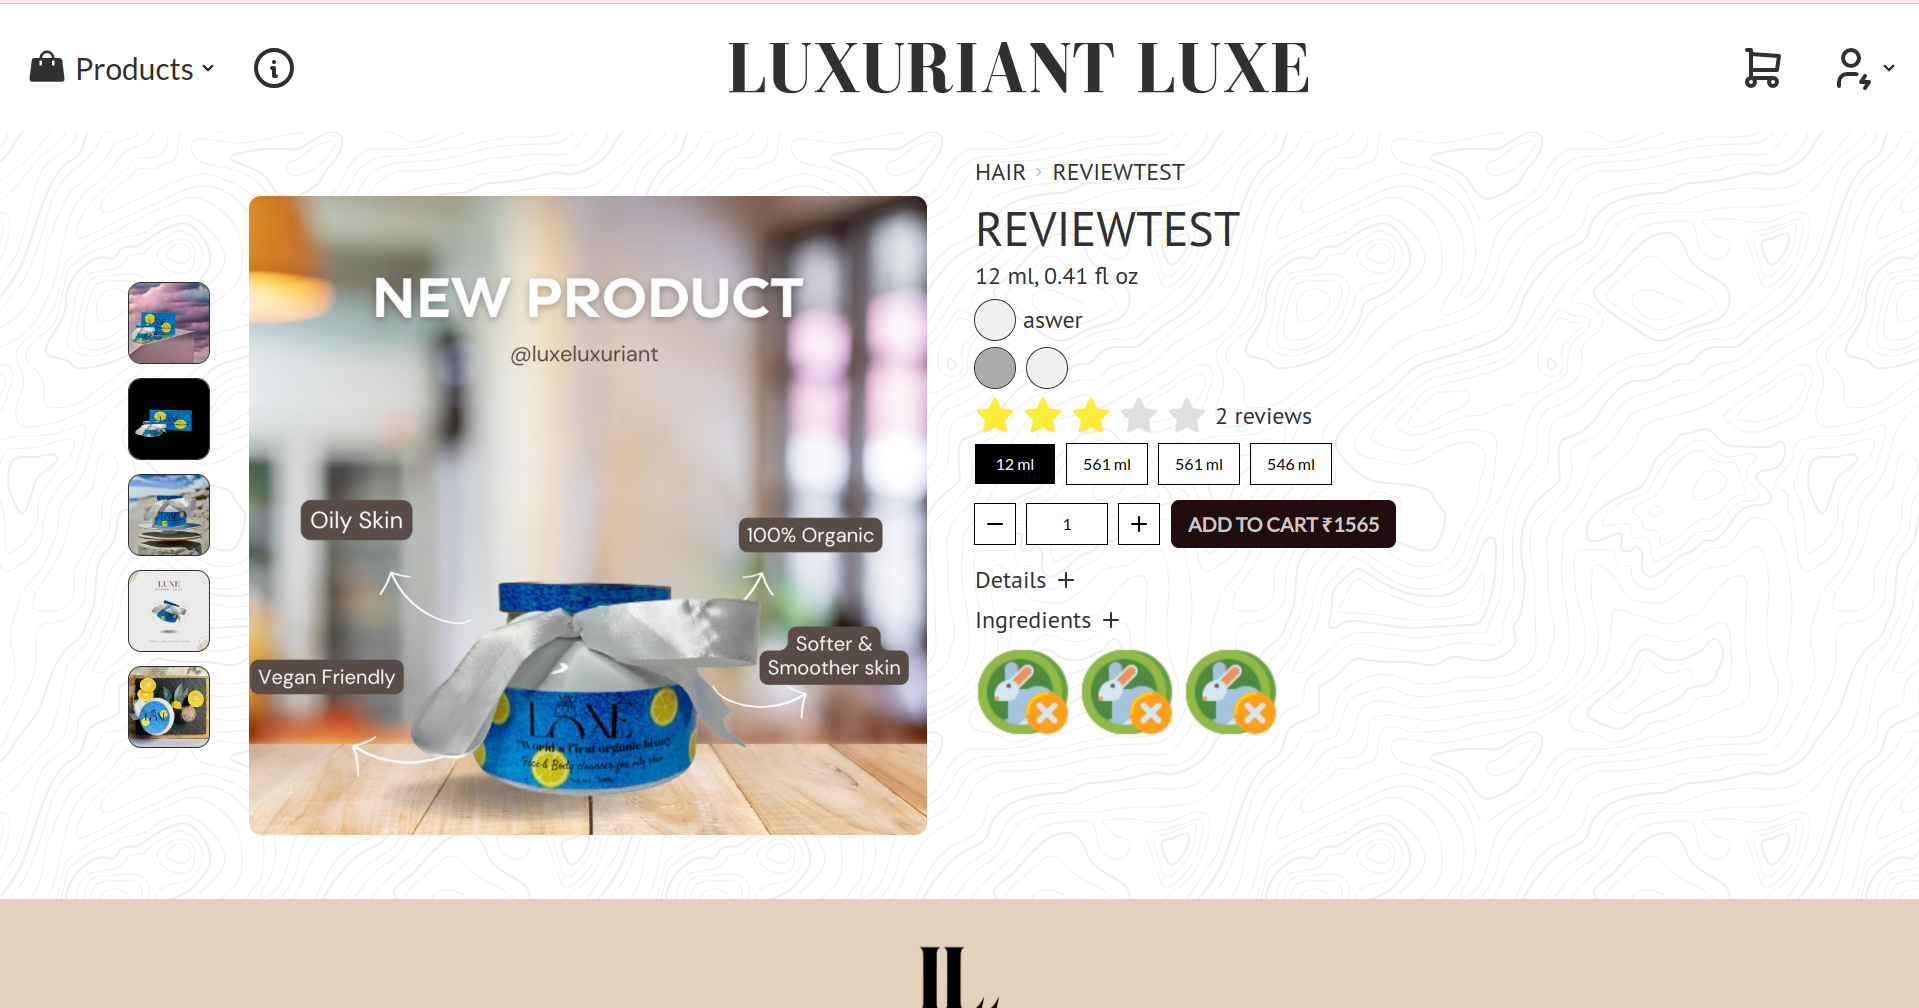 Products
LUXURIANT LUXE
HAIR > REVIEWTEST
REVIEWTEST
12 ml, 0.41 fl oz
aswer
2 reviews
12 ml 561 ml 561 ml 546 ml
1
ADD TO CART ₹1565
Details +
Ingredients +
NEW PRODUCT
@luxeluxuriant
Oily Skin
100% Organic
Softer &
Smoother skin
Vegan Friendly
LUXE
"World's first organic luxury
Face & Body cleanser for oily skin
LUXE